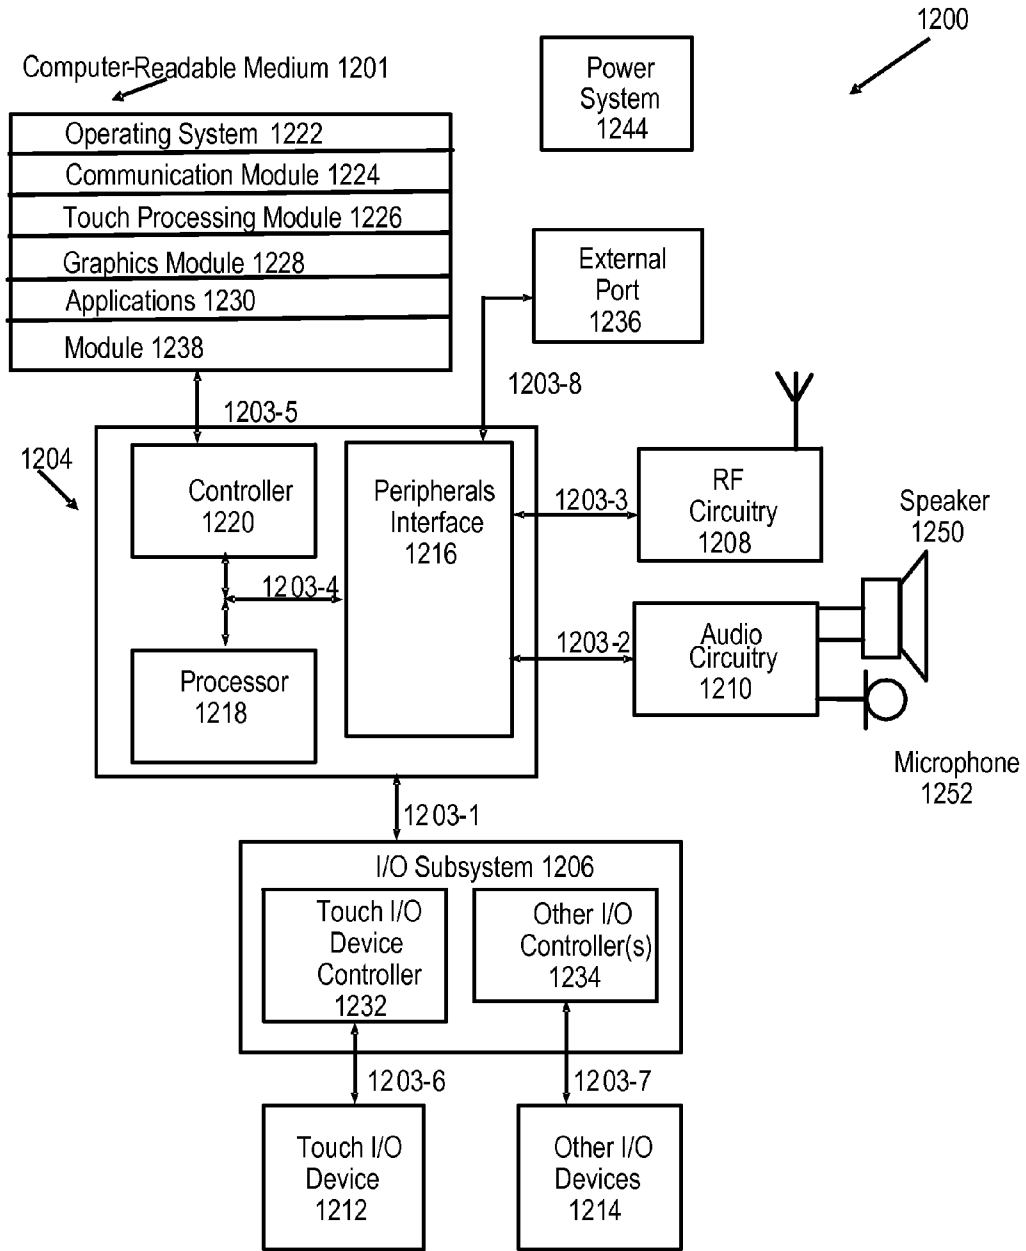 1200
Computer-Readable Medium 1201
Power
System
1244
Operating System 1222
Communication Module 1224
Touch Processing Module 1226
Graphics Module 1228
Applications 1230
Module 1238
External
Port
1236
1203-8
1203-5
1204
Controller
1220
Peripherals
Interface
1216
1203-3
RF
Circuitry
1208
Speaker
1250
1203-4
1203-2
Audio
Circuitry
1210
Processor
1218
Microphone
1252
1203-1
I/O Subsystem 1206
Touch I/O
Device
Controller
1232
Other I/O
Controller(s)
1234
1203-6
1203-7
Touch I/O
Device
1212
Other I/O
Devices
1214